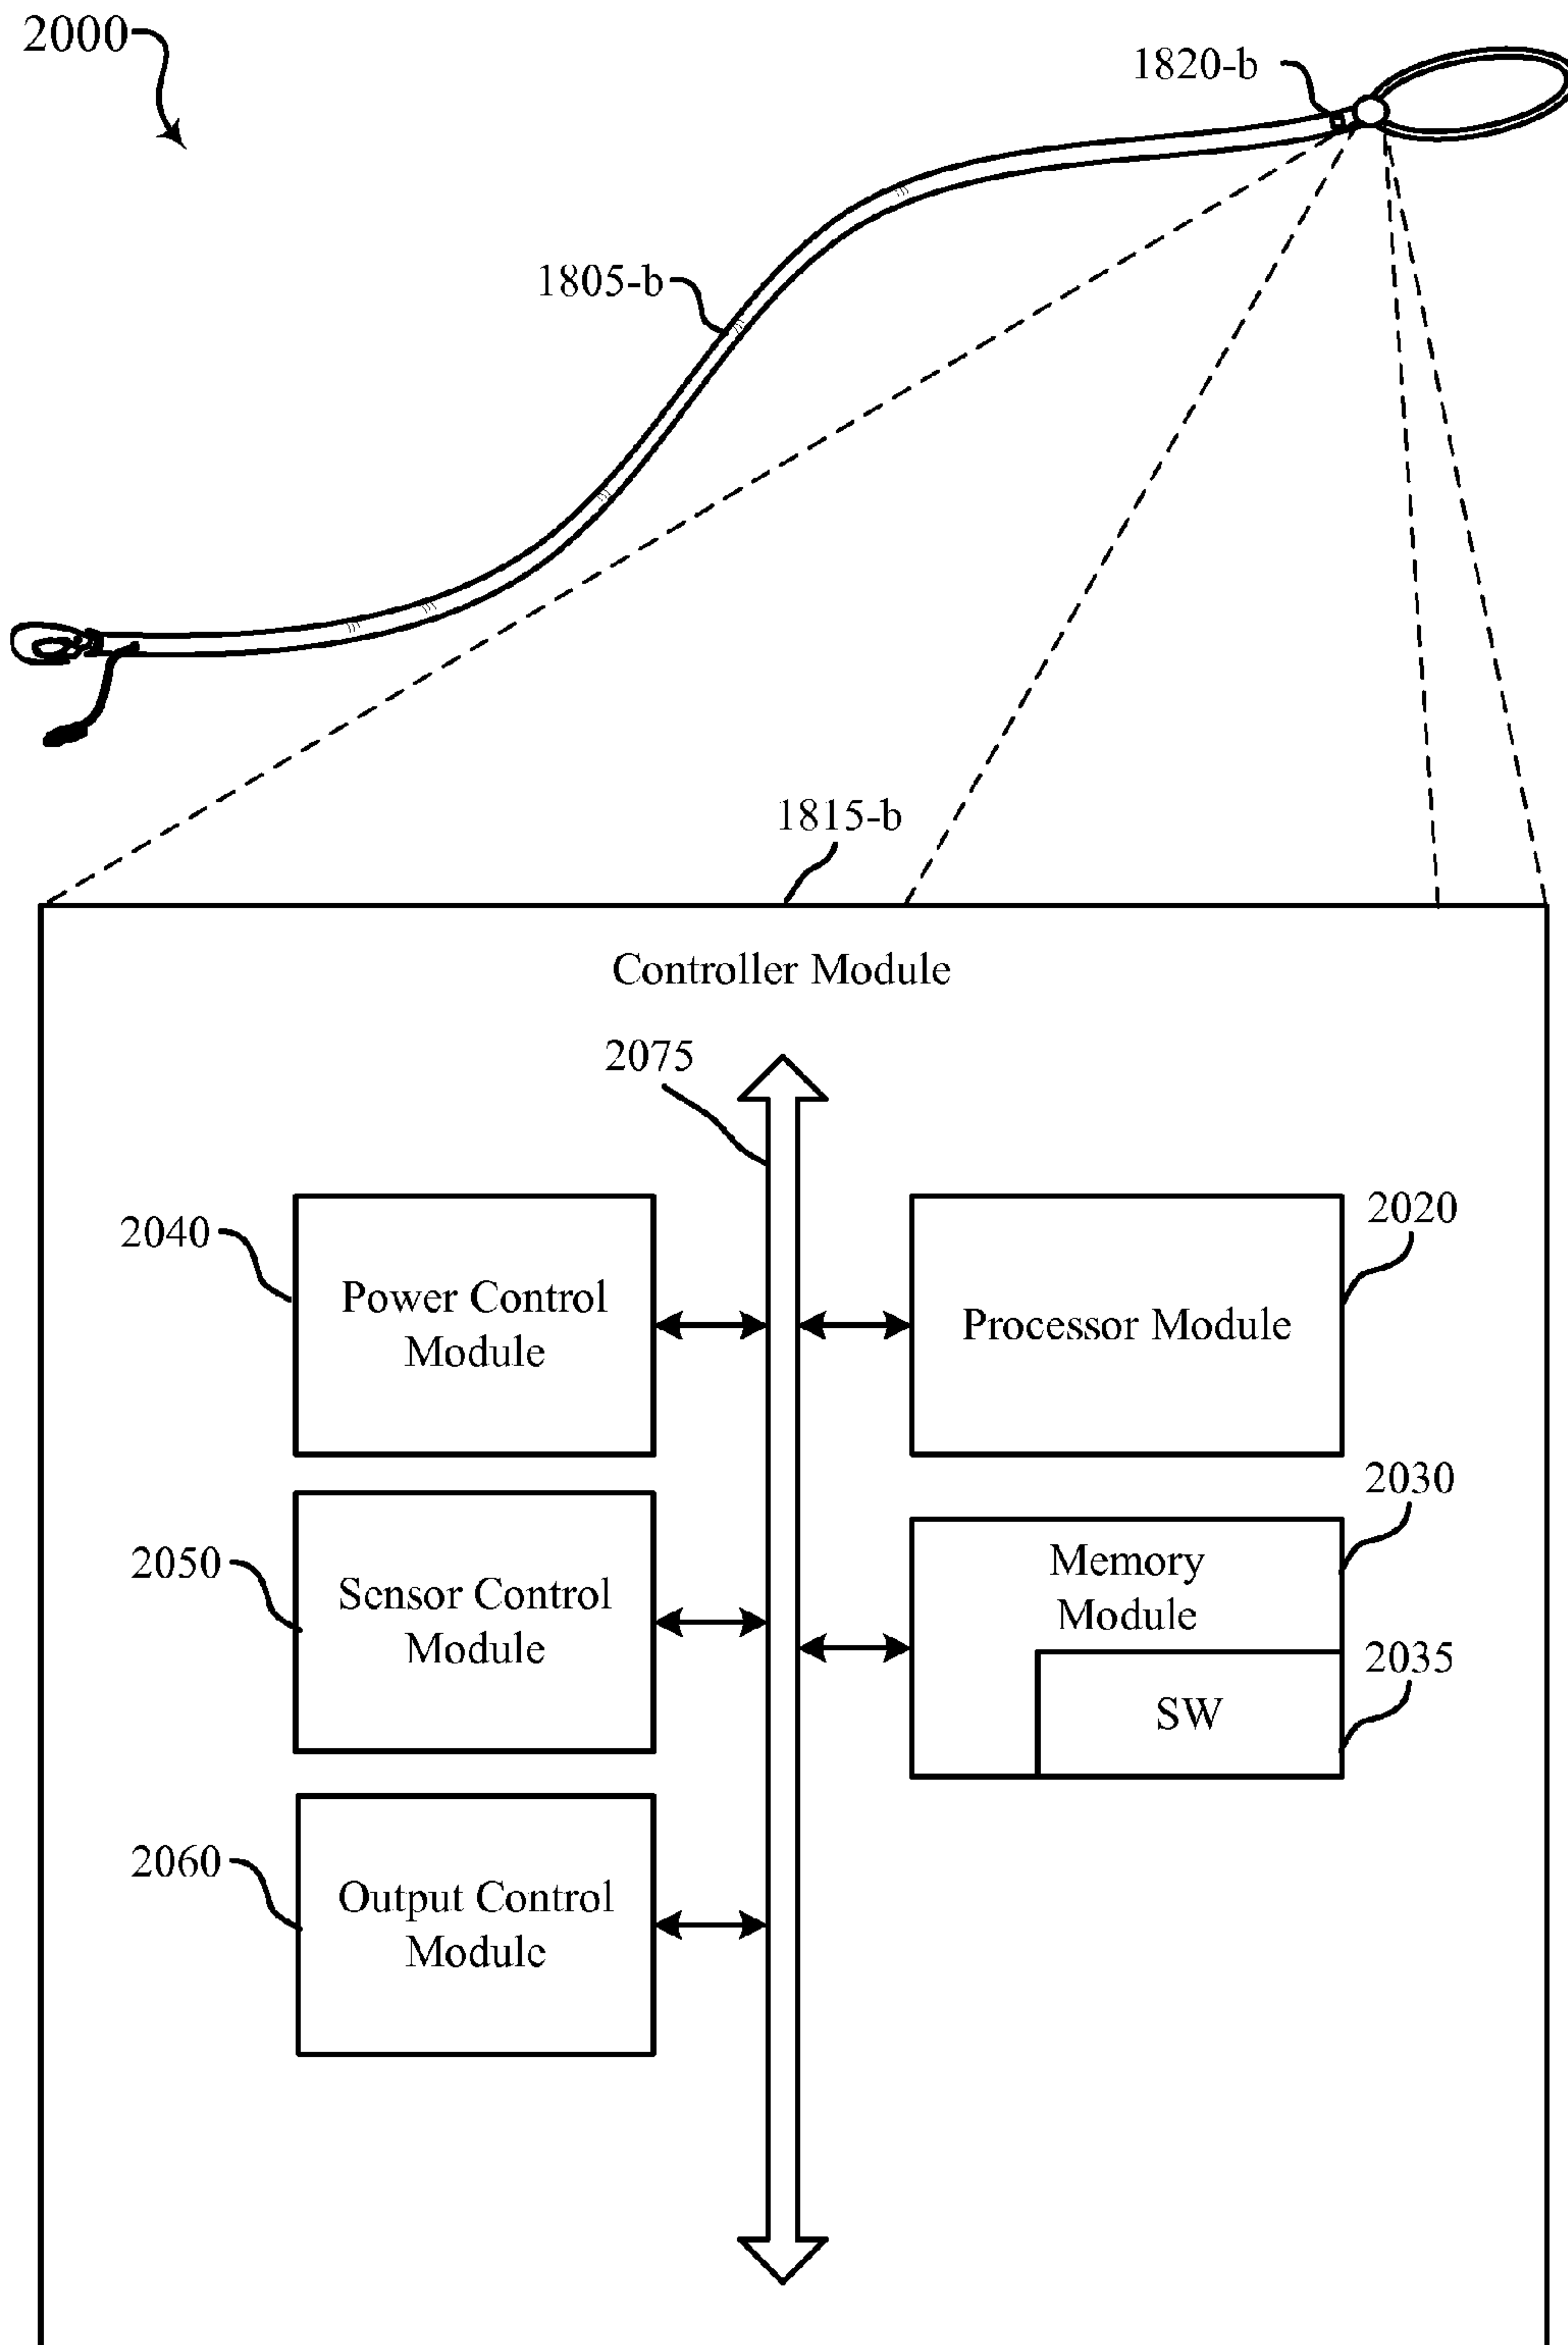 2000
1820-b
1805-b
1815-b
Controller Module
2075
2040
Power Control
Module
2020
Processor Module
2050
Sensor Control
Module
2030
Memory
Module
2035
SW
2060
Output Control
Module